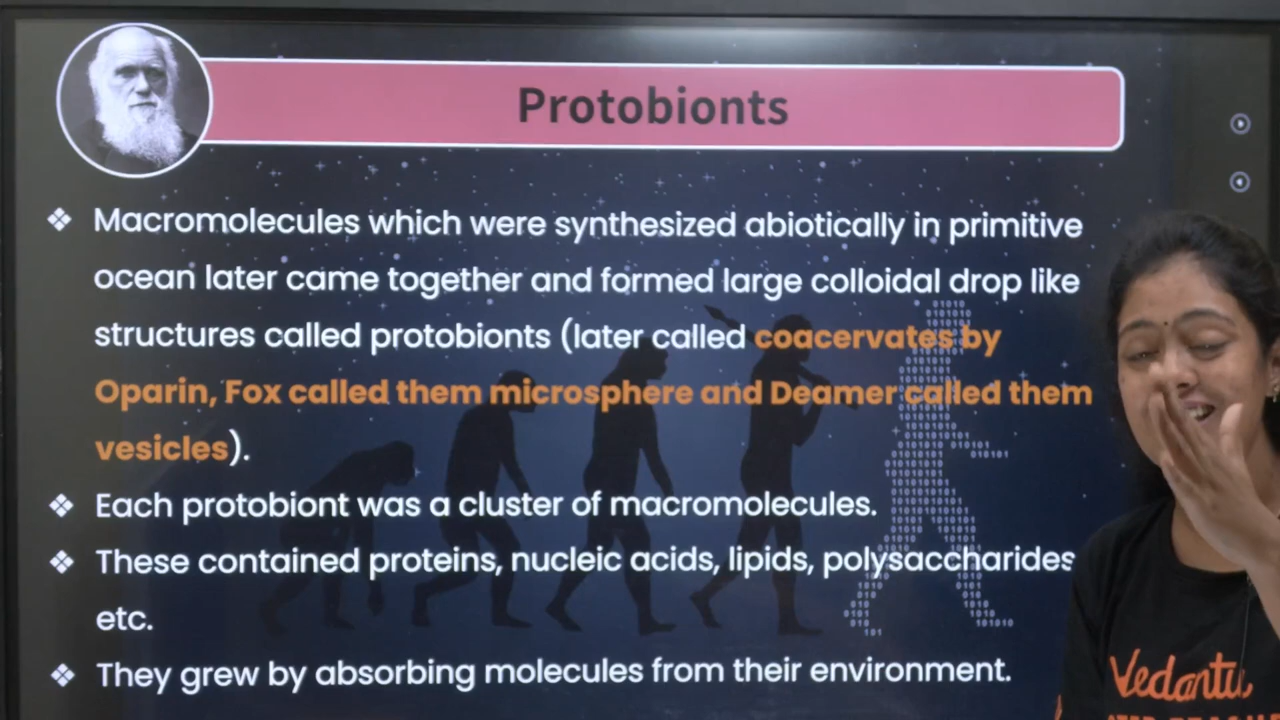 Protobionts
❖ Macromolecules which were synthesized abiotically in primitive
ocean later came together and formed large colloidal drop like
structures called protobionts (later called coacervates by
Oparin, Fox called them microsphere and Deamer called them
vesicles).
❖ Each protobiont was a cluster of macromolecules.
❖ These contained proteins, nucleic acids, lipids, polysaccharides
etc.
❖ They grew by absorbing molecules from their environment.
Vedantu